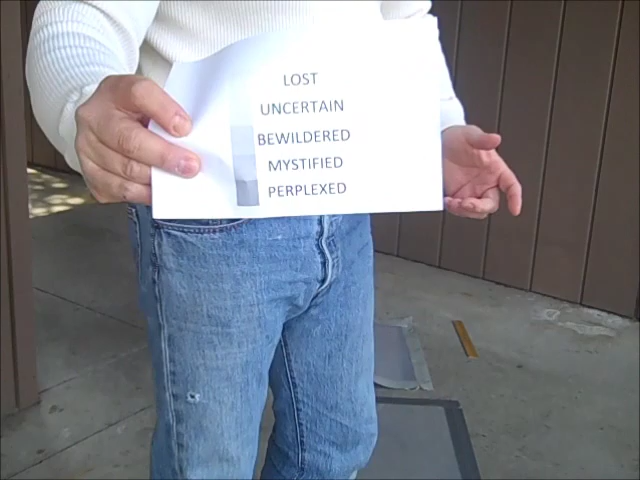 LOST
UNCERTAIN
BEWILDERED
MYSTIFIED
PERPLEXED